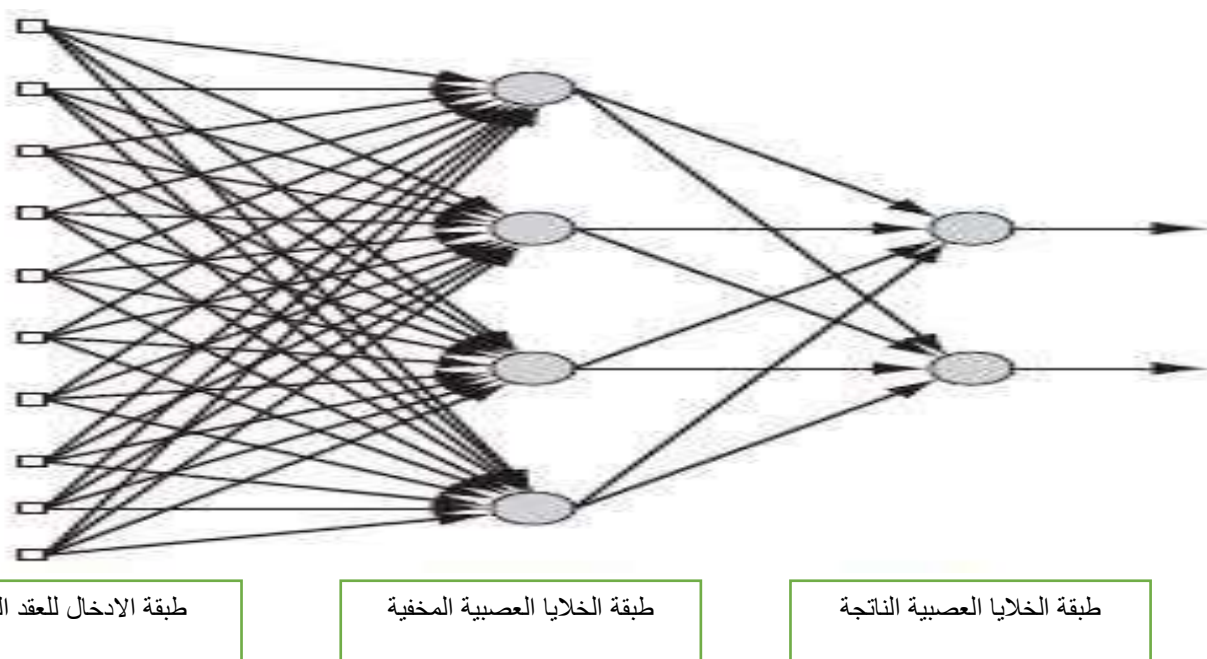 طبقة الخلايا العصبية الناتجة
طبقة الخلايا العصبية المخفية
طبقة الادخال للعقد